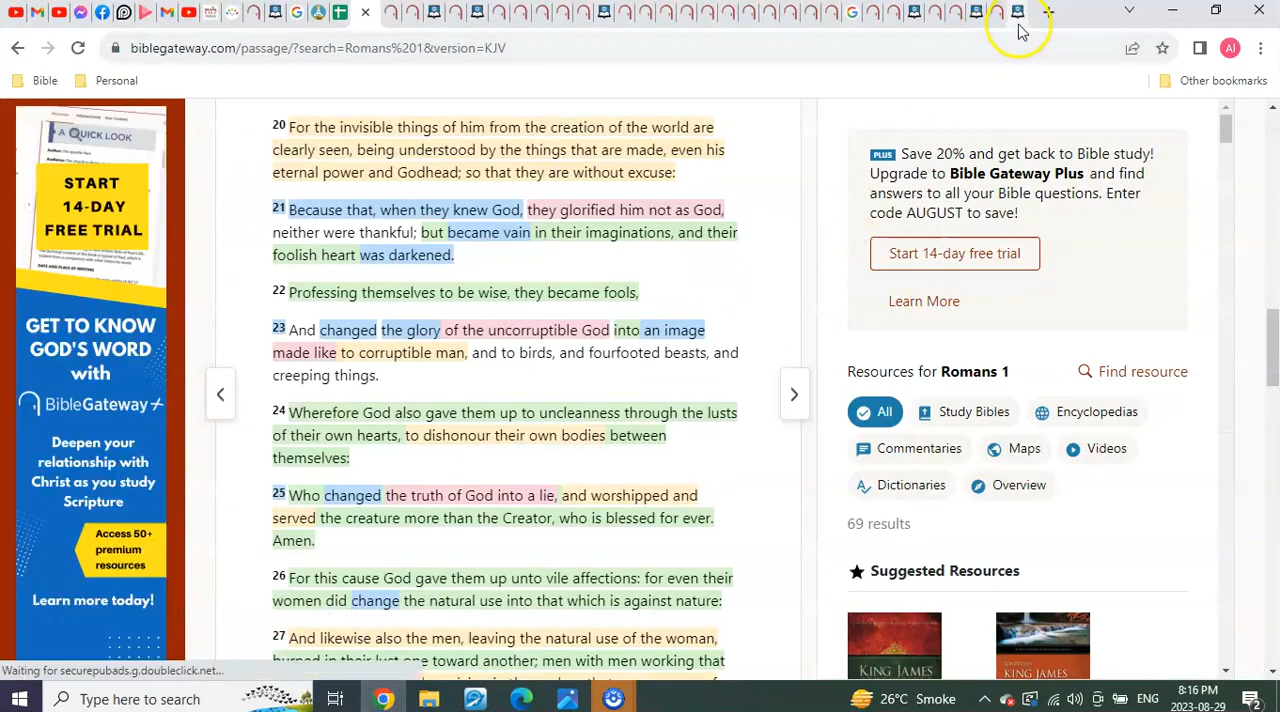 biblegateway.com/passage/?search=Romans%201&version=KJV
AI
Bible
Personal
Other bookmarks
A QUICK LOOK
START
14-DAY
FREE TRIAL
GET TO KNOW
GOD'S WORD
with
BibleGateway+
Deepen your
relationship with
Christ as you study
Scripture
Access 50+
premium
resources
Learn more today!
20 For the invisible things of him from the creation of the world are
clearly seen, being understood by the things that are made, even his
eternal power and Godhead; so that they are without excuse:
21 Because that, when they knew God, they glorified him not as God,
neither were thankful; but became vain in their imaginations, and their
foolish heart was darkened.
22 Professing themselves to be wise, they became fools,
23 And changed the glory of the uncorruptible God into an image
made like to corruptible man, and to birds, and fourfooted beasts, and
creeping things.
24 Wherefore God also gave them up to uncleanness through the lusts
of their own hearts, to dishonour their own bodies between
themselves:
25 Who changed the truth of God into a lie, and worshipped and
served the creature more than the Creator, who is blessed for ever.
Amen.
26 For this cause God gave them up unto vile affections: for even their
women did change the natural use into that which is against nature:
27 And likewise also the men, leaving the natural use of the woman,
burned in their lust one toward another; men with men working that
PLUS Save 20% and get back to Bible study!
Upgrade to Bible Gateway Plus and find
answers to all your Bible questions. Enter
code AUGUST to save!
Start 14-day free trial
Learn More
Resources for Romans 1
Find resource
All
Study Bibles
Encyclopedias
Commentaries
Maps
Videos
Dictionaries
Overview
69 results
Suggested Resources
KING JAMES
KING JAMES
Waiting for securepubads.g.doubleclick.net...
Type here to search
26°C Smoke
ENG
8:16 PM
2023-08-29
2